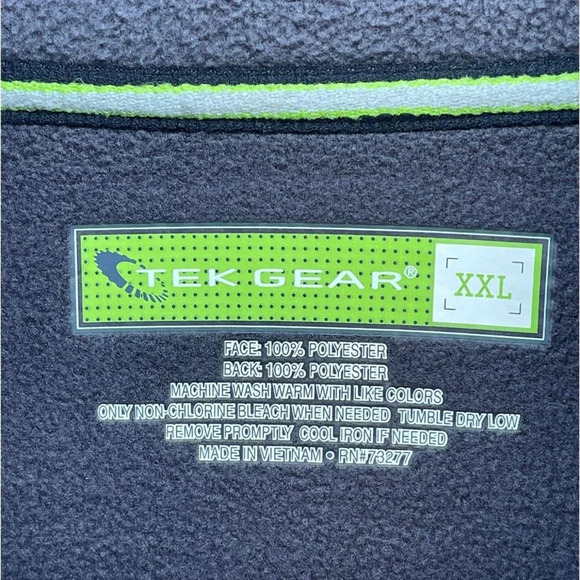 TEK GEAR® XXL
FACE: 100% POLYESTER
BACK: 100% POLYESTER
MACHINE WASH WARM WITH LIKE COLORS
ONLY NON-CHLORINE BLEACH WHEN NEEDED TUMBLE DRY LOW
REMOVE PROMPTLY COOL IRON IF NEEDED
MADE IN VIETNAM • RN#73277